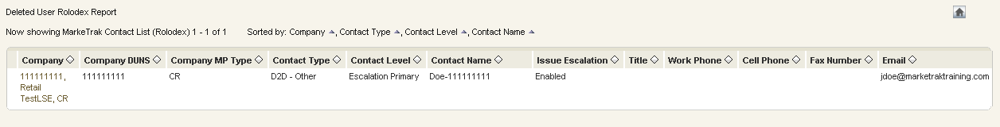 Deleted User Rolodex Report
Now showing MarkeTrak Contact List (Rolodex) 1 - 1 of 1 Sorted by: Company, Contact Type, Contact Level, Contact Name
Company Company DUNS Company MP Type Contact Type Contact Level Contact Name Issue Escalation Title Work Phone Cell Phone Fax Number Email
111111111, 111111111 CR D2D - Other Escalation Primary Doe-111111111 Enabled jdoe@marketraktraining.com
Retail
TestLSE, CR